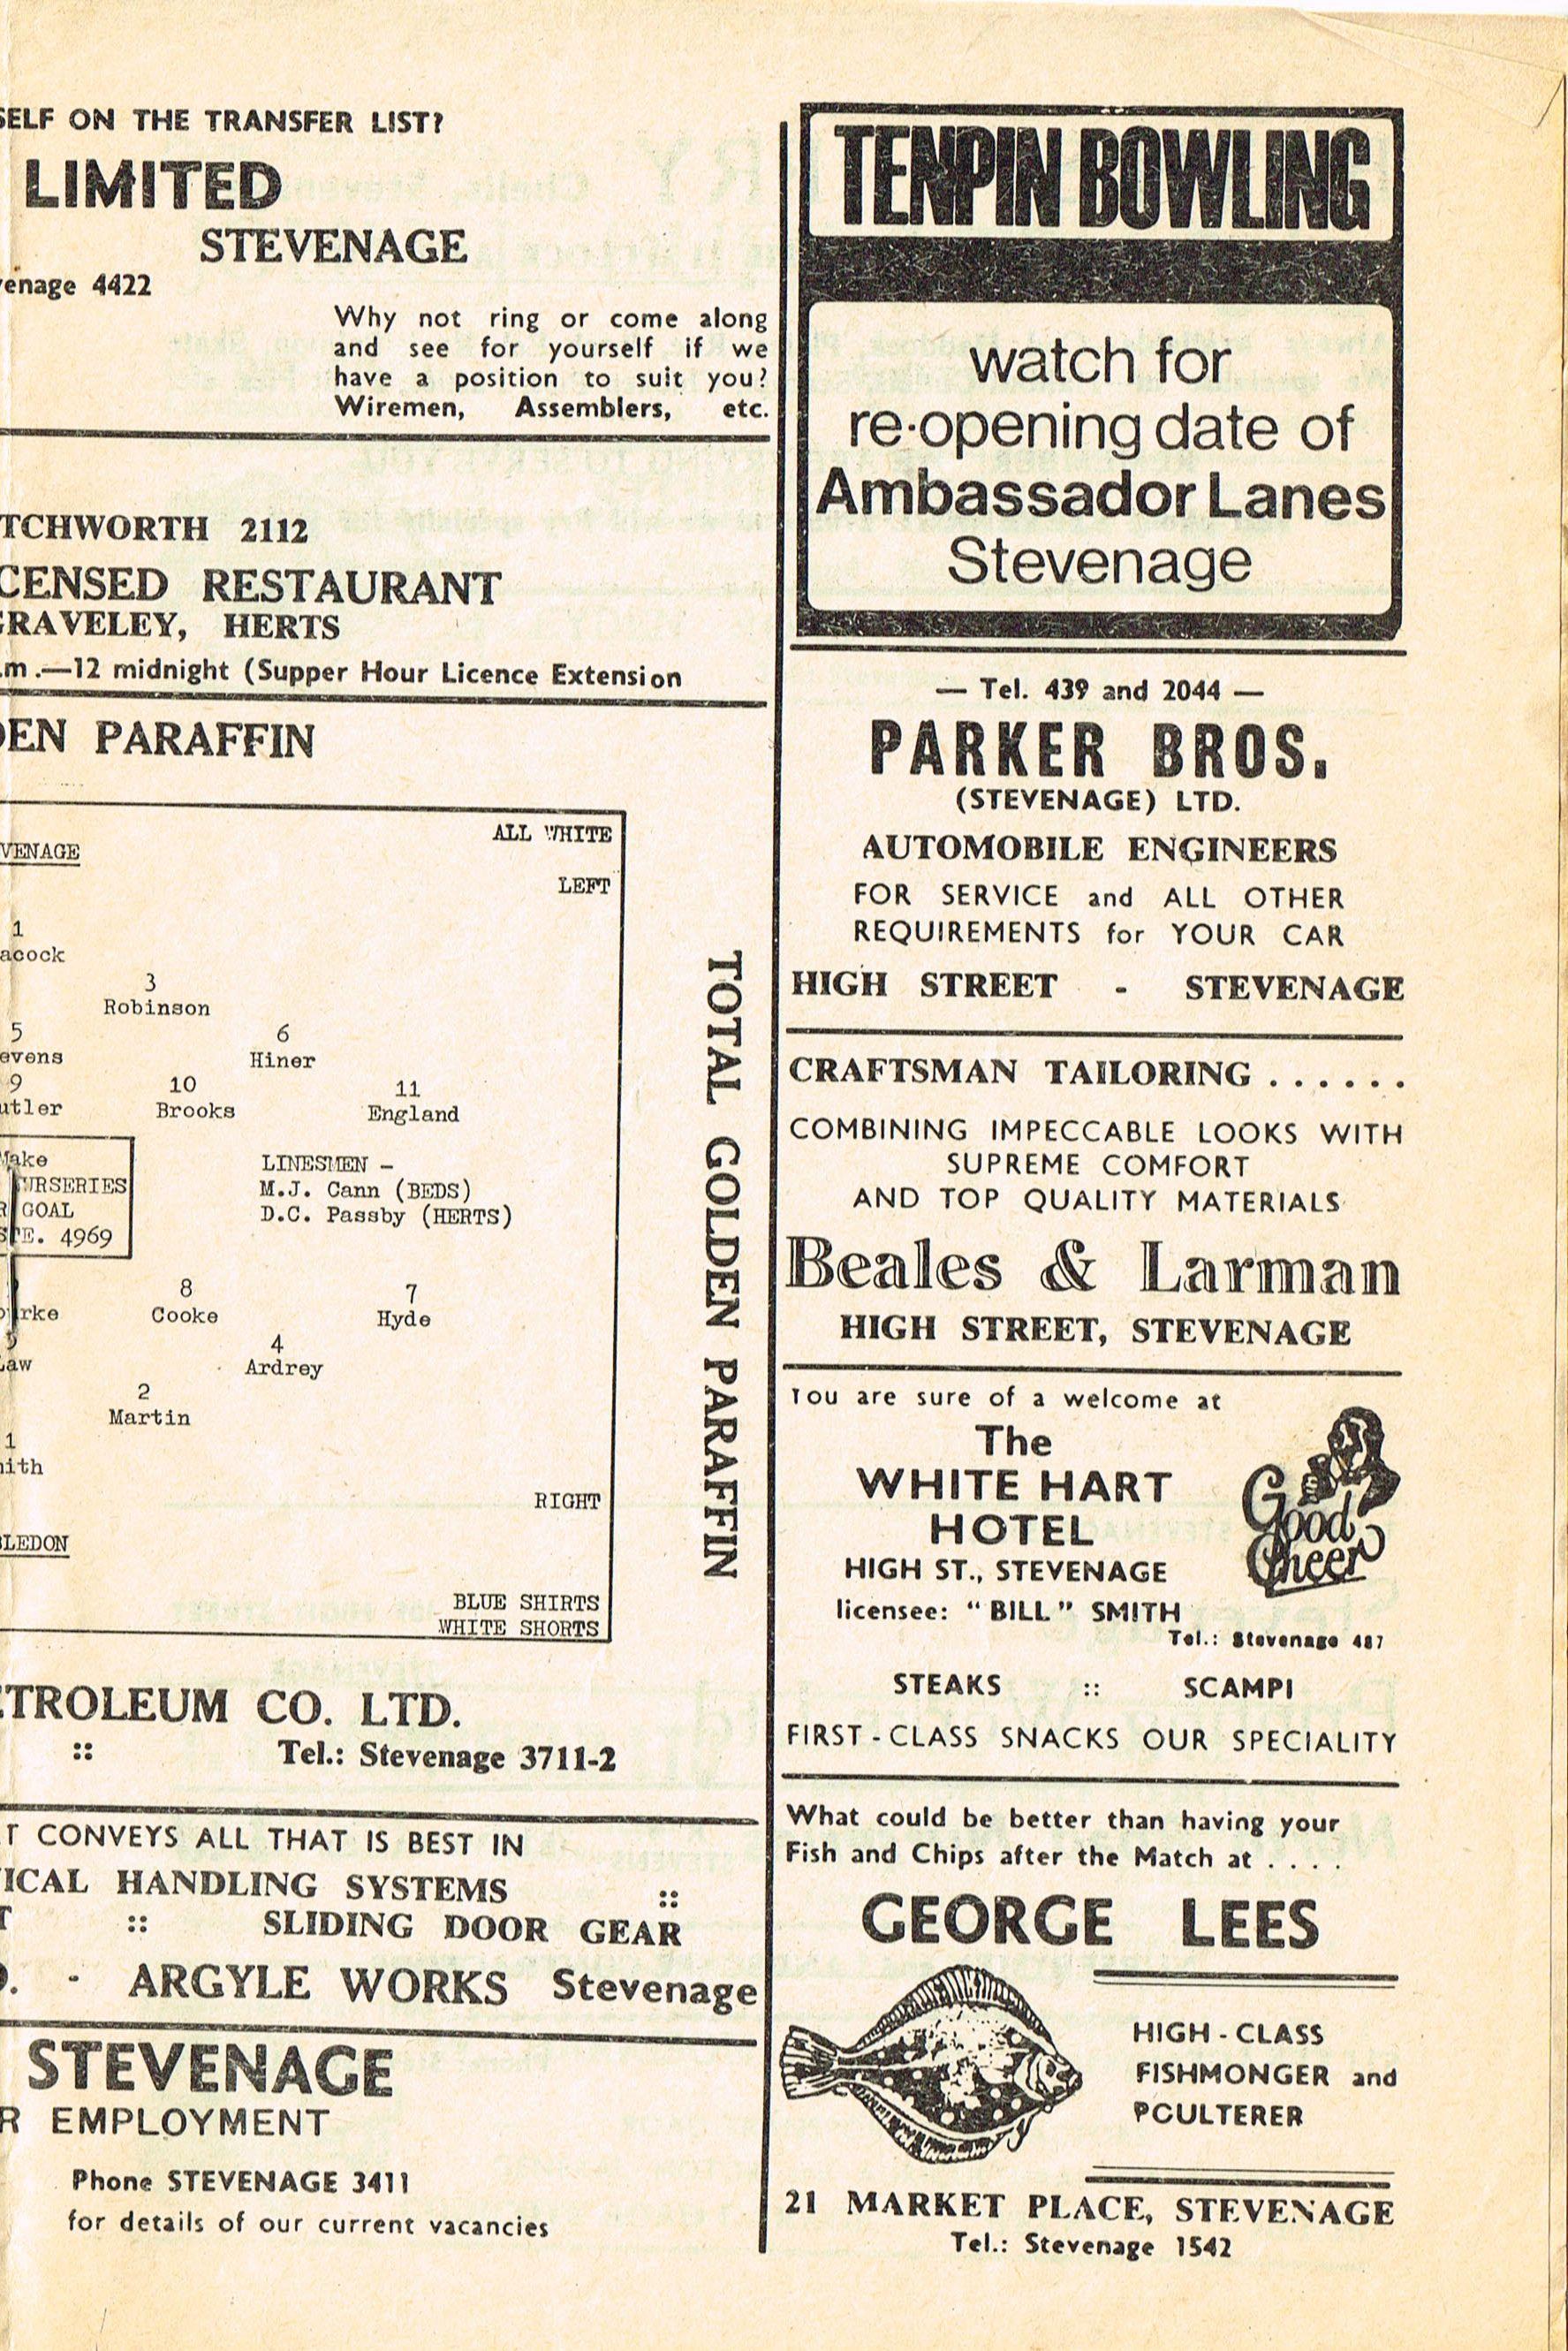 SELF ON THE TRANSFER LIST?
LIMITED
STEVENAGE
venage 4422
Why not ring or come along
and see for yourself if we
have a position to suit you?
Wiremen, Assemblers, etc.
TCHWORTH 2112
CENSED RESTAURANT
GRAVELEY, HERTS
.m.—12 midnight (Supper Hour Licence Extension
DEN PARAFFIN
ALL WHITE
VENAGE
LEFT
1
acock
3
Robinson
5 6
evens Hiner
9 10 11
utler Brooks England
Make
NURSERIES
R GOAL
STE. 4969
LINESMEN -
M.J. Cann (BEDS)
D.C. Passby (HERTS)
8 7
rke Cooke Hyde
4
Law Ardrey
2
Martin
1
mith
RIGHT
BLEDON
BLUE SHIRTS
WHITE SHORTS
TOTAL GOLDEN PARAFFIN
ETROLEUM CO. LTD.
:: Tel.: Stevenage 3711-2
T CONVEYS ALL THAT IS BEST IN
ICAL HANDLING SYSTEMS ::
T :: SLIDING DOOR GEAR
D. - ARGYLE WORKS Stevenage
STEVENAGE
R EMPLOYMENT
Phone STEVENAGE 3411
for details of our current vacancies
TENPIN BOWLING
watch for
re-opening date of
Ambassador Lanes
Stevenage
— Tel. 439 and 2044 —
PARKER BROS.
(STEVENAGE) LTD.
AUTOMOBILE ENGINEERS
FOR SERVICE and ALL OTHER
REQUIREMENTS for YOUR CAR
HIGH STREET - STEVENAGE
CRAFTSMAN TAILORING ......
COMBINING IMPECCABLE LOOKS WITH
SUPREME COMFORT
AND TOP QUALITY MATERIALS
Beales & Larman
HIGH STREET, STEVENAGE
You are sure of a welcome at
The
WHITE HART
HOTEL
HIGH ST., STEVENAGE
licensee: "BILL" SMITH
Tel.: Stevenage 487
Good
Cheer
STEAKS :: SCAMPI
FIRST-CLASS SNACKS OUR SPECIALITY
What could be better than having your
Fish and Chips after the Match at ....
GEORGE LEES
HIGH-CLASS
FISHMONGER and
POULTERER
21 MARKET PLACE, STEVENAGE
Tel.: Stevenage 1542